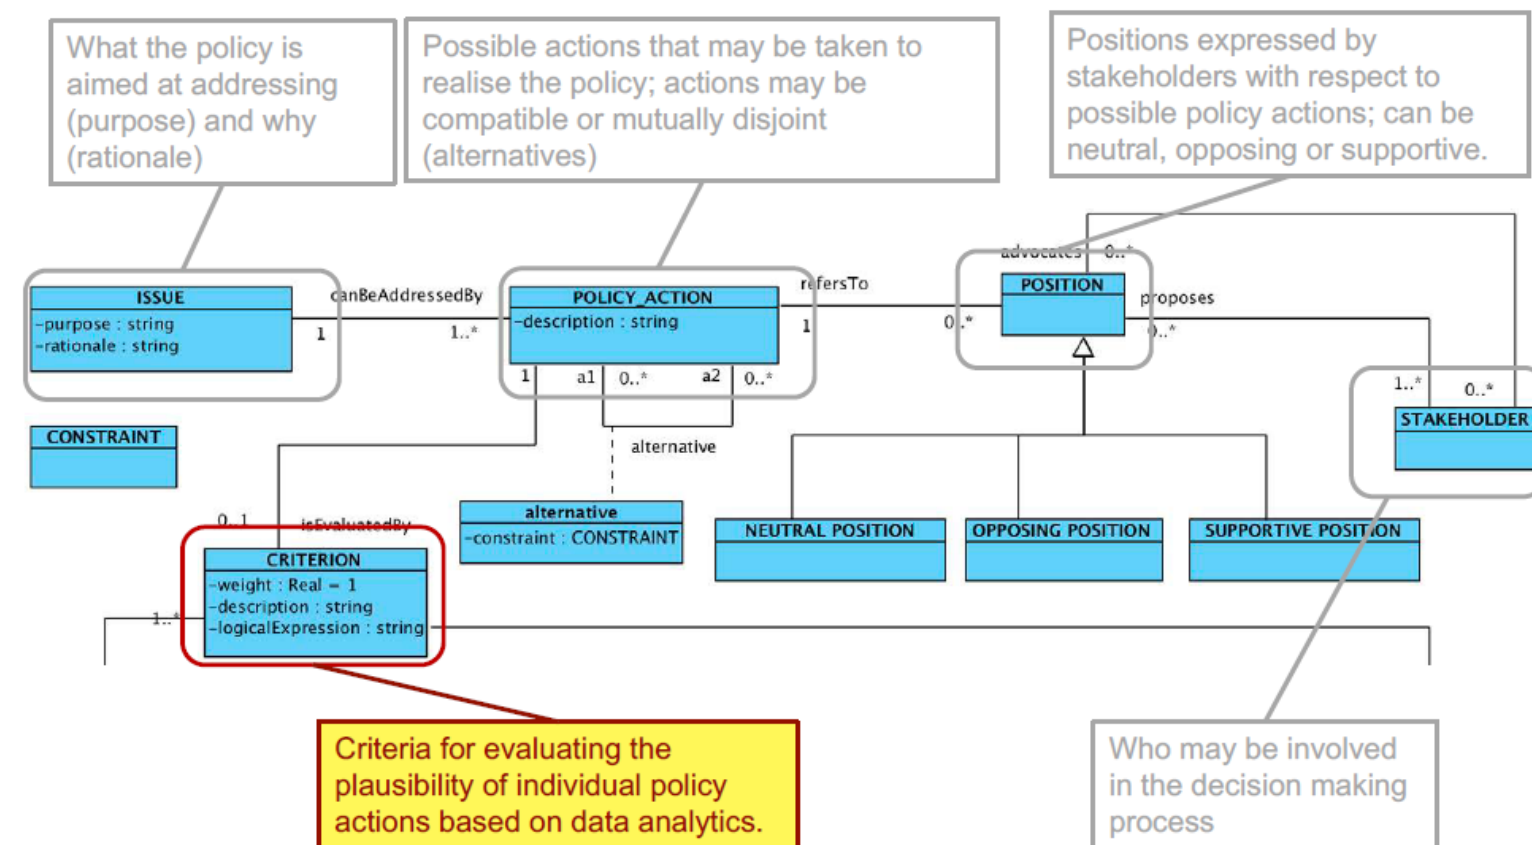 What the policy is
aimed at addressing
(purpose) and why
(rationale)
Possible actions that may be taken to
realise the policy; actions may be
compatible or mutually disjoint
(alternatives)
Positions expressed by
stakeholders with respect to
possible policy actions; can be
neutral, opposing or supportive.
advocates 0..*
ISSUE
-purpose : string
-rationale : string
canBeAddressedBy
1
1..*
POLICY_ACTION
-description : string
refersTo
1
0..*
POSITION
proposes
0..*
1
a1
0..*
a2
0..*
alternative
1..*
0..*
STAKEHOLDER
CONSTRAINT
alternative
-constraint : CONSTRAINT
NEUTRAL POSITION
OPPOSING POSITION
SUPPORTIVE POSITION
0..1
isEvaluatedBy
CRITERION
-weight : Real = 1
-description : string
-logicalExpression : string
1..*
Criteria for evaluating the
plausibility of individual policy
actions based on data analytics.
Who may be involved
in the decision making
process